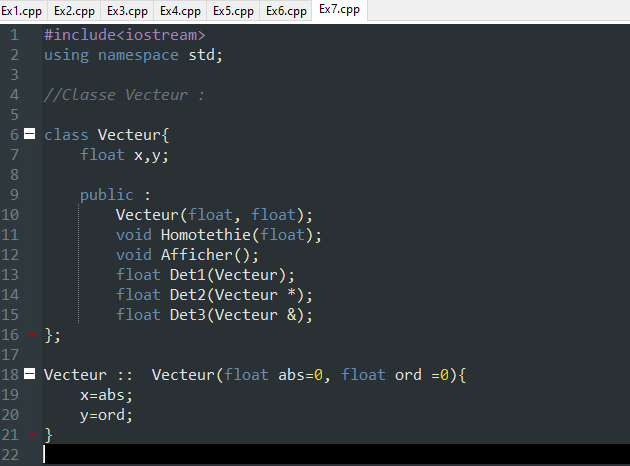 Ex1.cpp Ex2.cpp Ex3.cpp Ex4.cpp Ex5.cpp Ex6.cpp Ex7.cpp
1 #include<iostream>
2 using namespace std;
3
4 //Classe Vecteur :
5
6 class Vecteur{
7 float x,y;
8
9 public :
10 Vecteur(float, float);
11 void Homotethie(float);
12 void Afficher();
13 float Det1(Vecteur);
14 float Det2(Vecteur *);
15 float Det3(Vecteur &);
16 };
17
18 Vecteur ::  Vecteur(float abs=0, float ord =0){
19 x=abs;
20 y=ord;
21 }
22